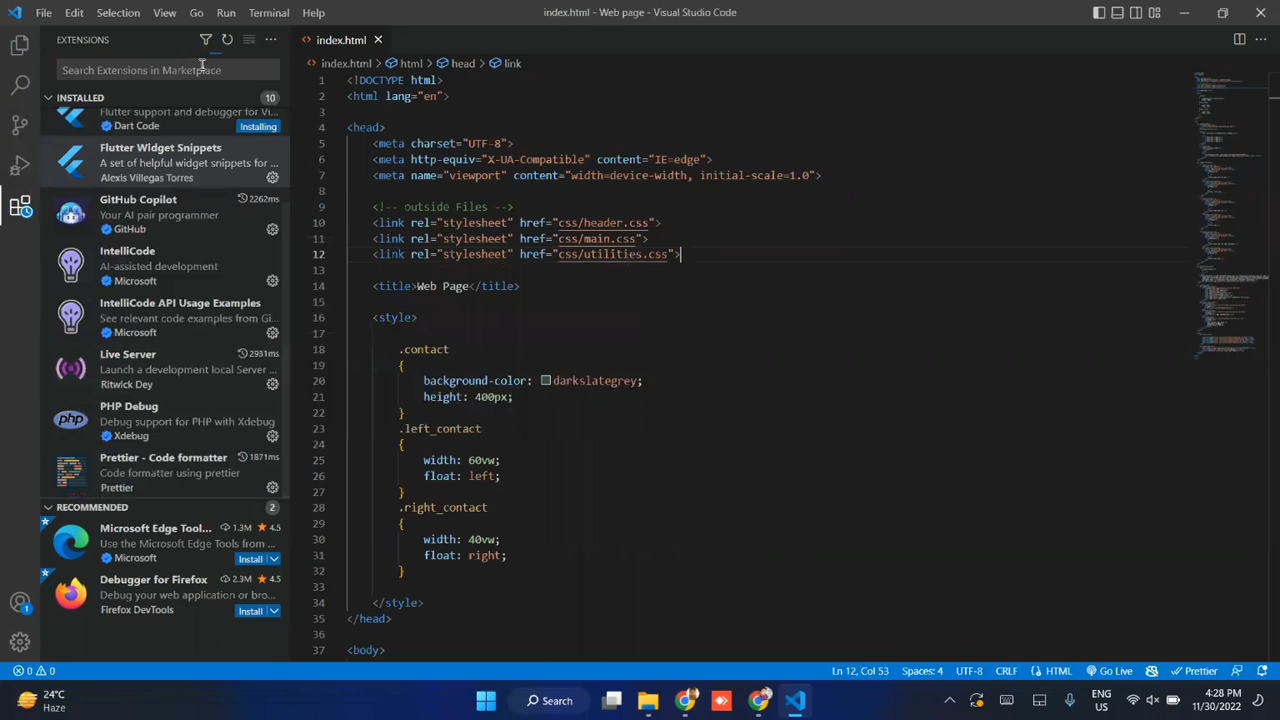 File Edit Selection View Go Run Terminal Help
index.html - Web page - Visual Studio Code
EXTENSIONS
Search Extensions in Marketplace
INSTALLED 10
Flutter support and debugger for Vi...
Dart Code Installing
Flutter Widget Snippets
A set of helpful widget snippets for ...
Alexis Villegas Torres
GitHub Copilot 2262ms
Your AI pair programmer
GitHub
IntelliCode
AI-assisted development
Microsoft
IntelliCode API Usage Examples
See relevant code examples from Gi...
Microsoft
Live Server 2931ms
Launch a development local Server ...
Ritwick Dey
PHP Debug
php
Debug support for PHP with Xdebug
Xdebug
Prettier - Code formatter 1871ms
Code formatter using prettier
Prettier
RECOMMENDED 2
Microsoft Edge Tool... 1.3M 4.5
Use the Microsoft Edge Tools from ...
Microsoft Install
Debugger for Firefox 2.3M 4.5
Debug your web application or bro...
Firefox DevTools Install
1
index.html
index.html > html > head > link
1 <!DOCTYPE html>
2 <html lang="en">
3
4 <head>
5 <meta charset="UTF-8">
6 <meta http-equiv="X-UA-Compatible" content="IE=edge">
7 <meta name="viewport" content="width=device-width, initial-scale=1.0">
8
9 <!-- outside Files -->
10 <link rel="stylesheet" href="css/header.css">
11 <link rel="stylesheet" href="css/main.css">
12 <link rel="stylesheet" href="css/utilities.css">
13
14 <title>Web Page</title>
15
16 <style>
17
18 .contact
19 {
20 background-color: darkslategrey;
21 height: 400px;
22 }
23 .left_contact
24 {
25 width: 60vw;
26 float: left;
27 }
28 .right_contact
29 {
30 width: 40vw;
31 float: right;
32 }
33
34 </style>
35 </head>
36
37 <body>
0 0 Ln 12, Col 53 Spaces: 4 UTF-8 CRLF HTML Go Live Prettier
24°C
Haze
Search
ENG
US
4:28 PM
11/30/2022